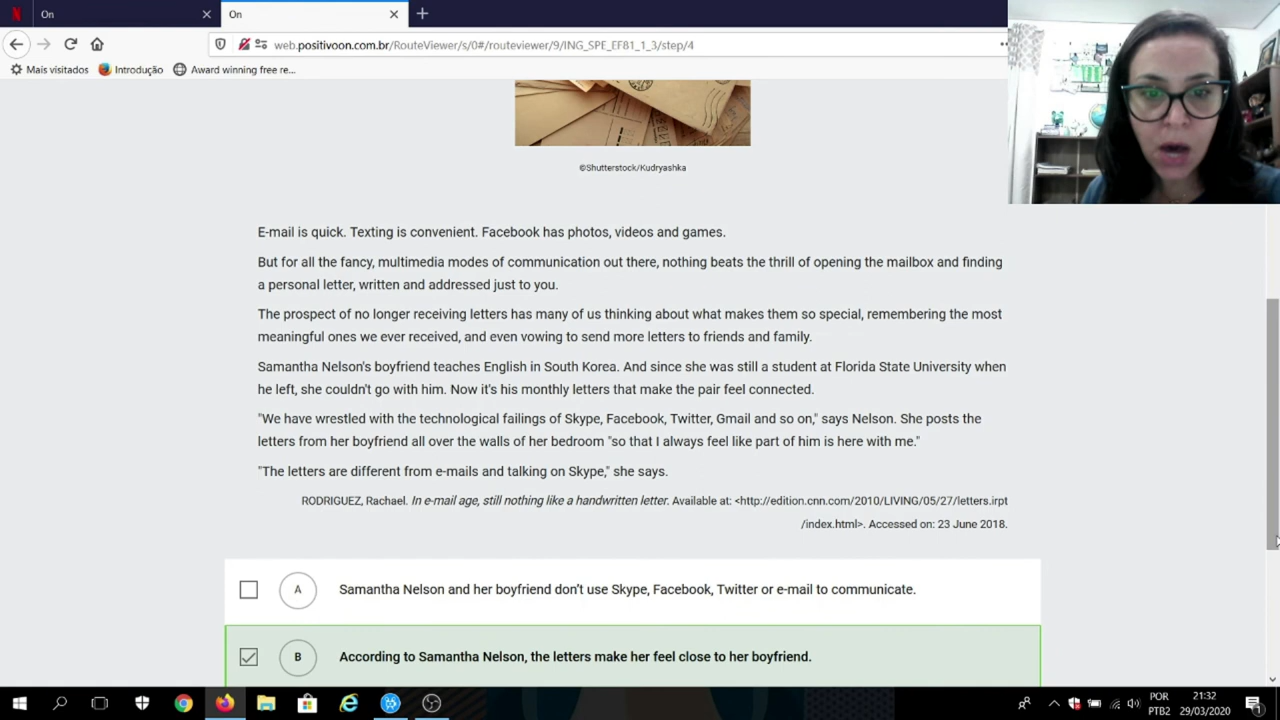 On
On
web.positivoon.com.br/RouteViewer/s/0#/routeviewer/9/ING_SPE_EF81_1_3/step/4
Mais visitados
Introdução
Award winning free re...
©Shutterstock/Kudryashka
E-mail is quick. Texting is convenient. Facebook has photos, videos and games.
But for all the fancy, multimedia modes of communication out there, nothing beats the thrill of opening the mailbox and finding
a personal letter, written and addressed just to you.
The prospect of no longer receiving letters has many of us thinking about what makes them so special, remembering the most
meaningful ones we ever received, and even vowing to send more letters to friends and family.
Samantha Nelson's boyfriend teaches English in South Korea. And since she was still a student at Florida State University when
he left, she couldn't go with him. Now it's his monthly letters that make the pair feel connected.
"We have wrestled with the technological failings of Skype, Facebook, Twitter, Gmail and so on," says Nelson. She posts the
letters from her boyfriend all over the walls of her bedroom "so that I always feel like part of him is here with me."
"The letters are different from e-mails and talking on Skype," she says.
RODRIGUEZ, Rachael. In e-mail age, still nothing like a handwritten letter. Available at: <http://edition.cnn.com/2010/LIVING/05/27/letters.irpt
/index.html>. Accessed on: 23 June 2018.
A Samantha Nelson and her boyfriend don't use Skype, Facebook, Twitter or e-mail to communicate.
B According to Samantha Nelson, the letters make her feel close to her boyfriend.
POR
PTB2
21:32
29/03/2020
1